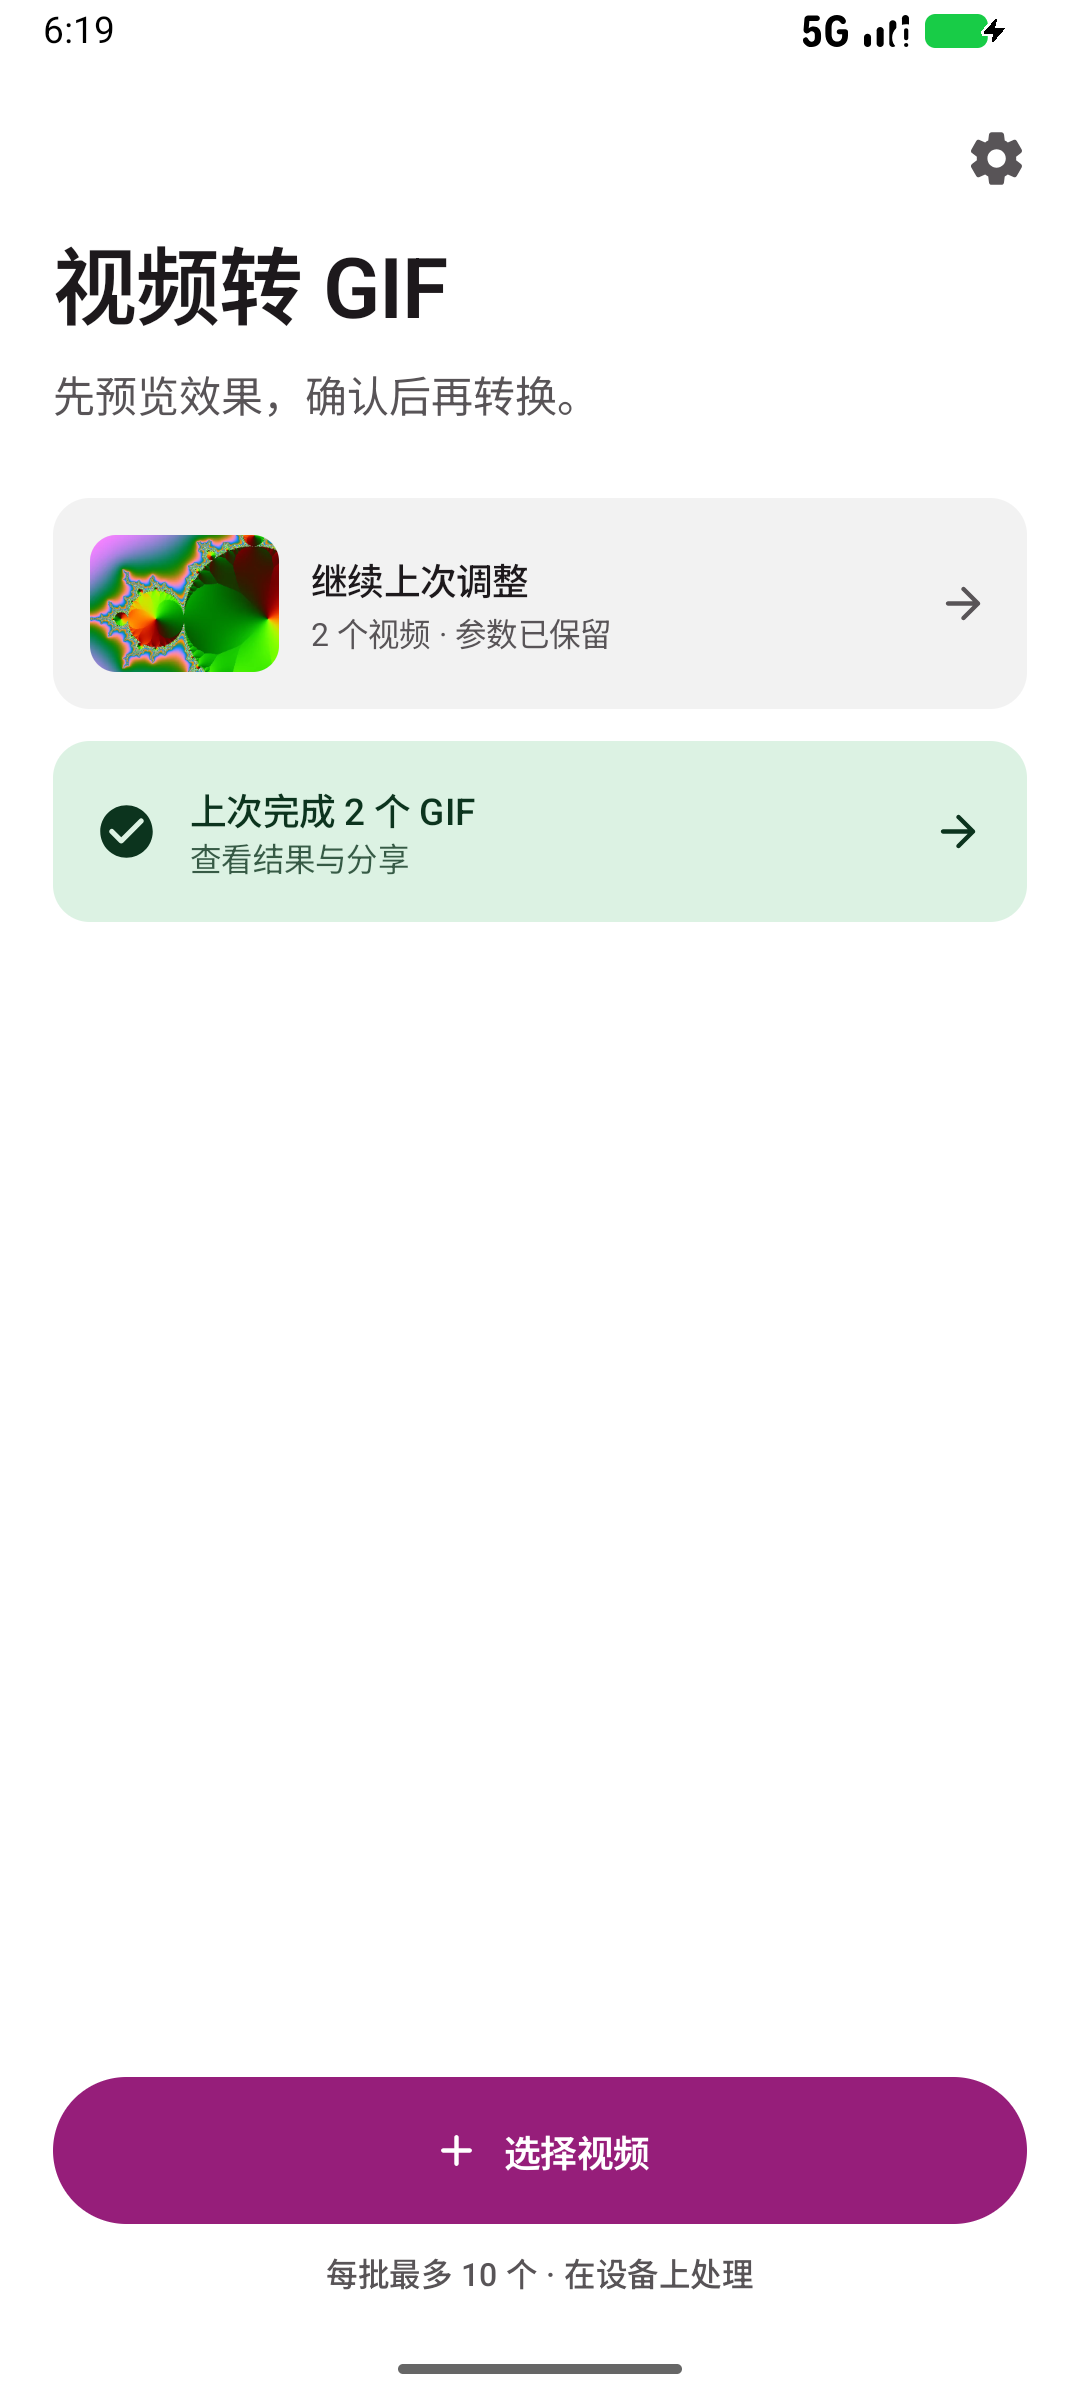 6:19
5G
视频转 GIF
先预览效果，确认后再转换。
继续上次调整
2 个视频 · 参数已保留
上次完成 2 个 GIF
查看结果与分享
选择视频
每批最多 10 个 · 在设备上处理